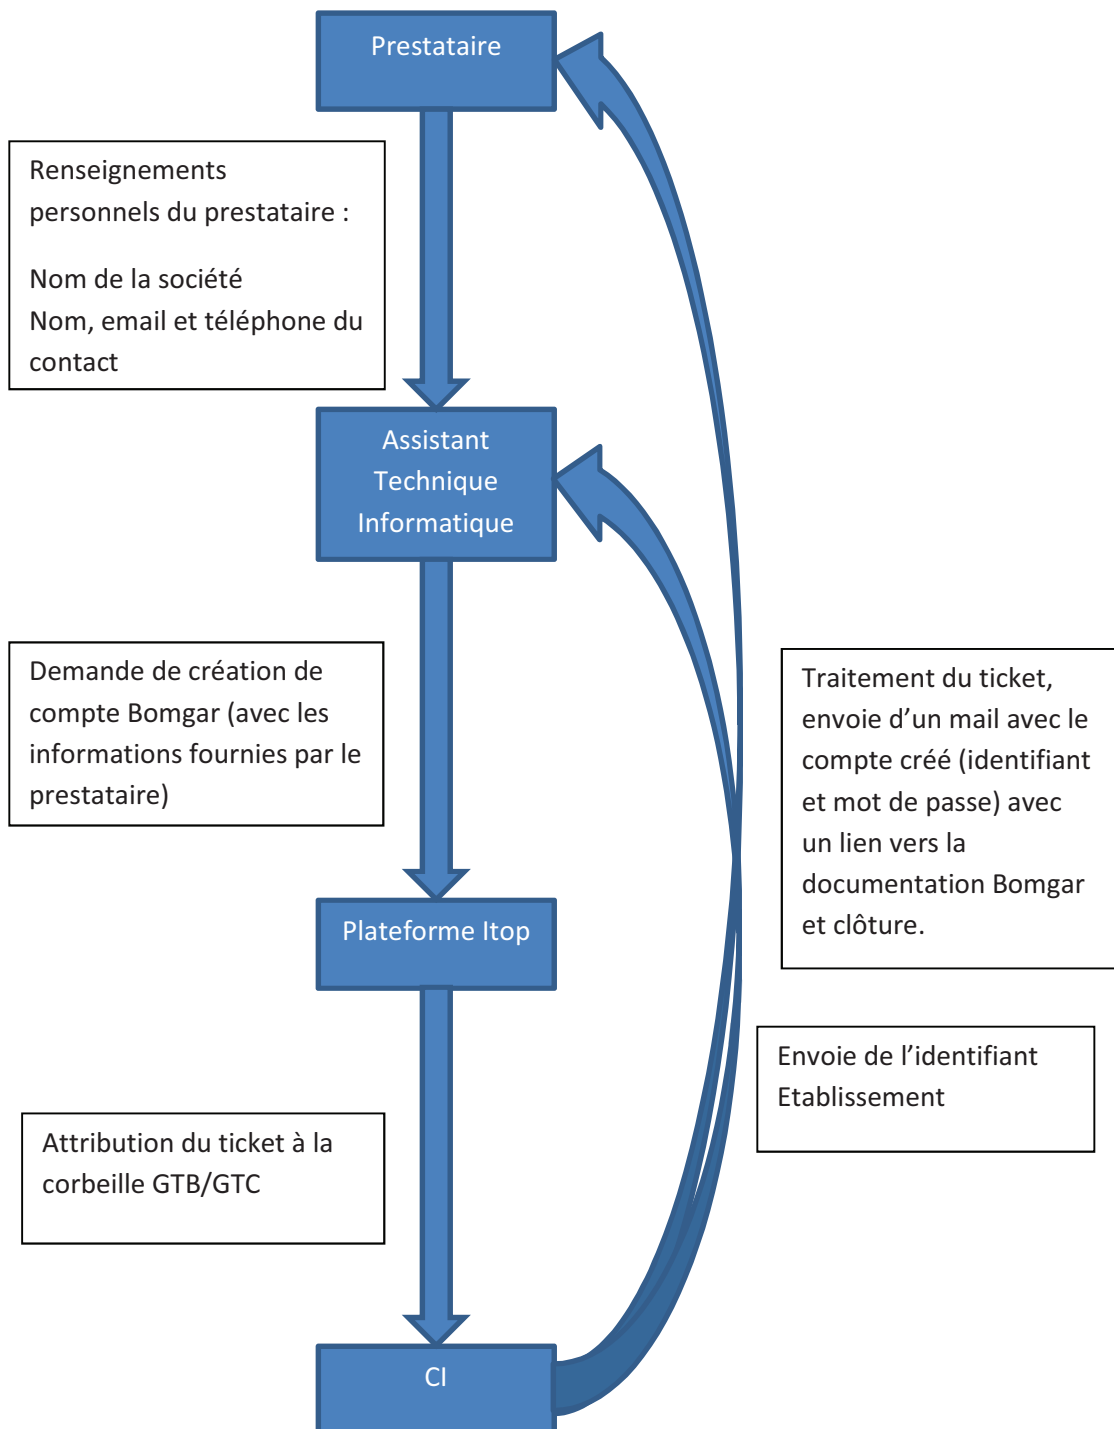 Prestataire
Renseignements
personnels du prestataire :
Nom de la société
Nom, email et téléphone du
contact
Assistant
Technique
Informatique
Demande de création de
compte Bomgar (avec les
informations fournies par le
prestataire)
Traitement du ticket,
envoie d’un mail avec le
compte créé (identifiant
et mot de passe) avec
un lien vers la
documentation Bomgar
et clôture.
Plateforme Itop
Envoie de l’identifiant
Etablissement
Attribution du ticket à la
corbeille GTB/GTC
CI